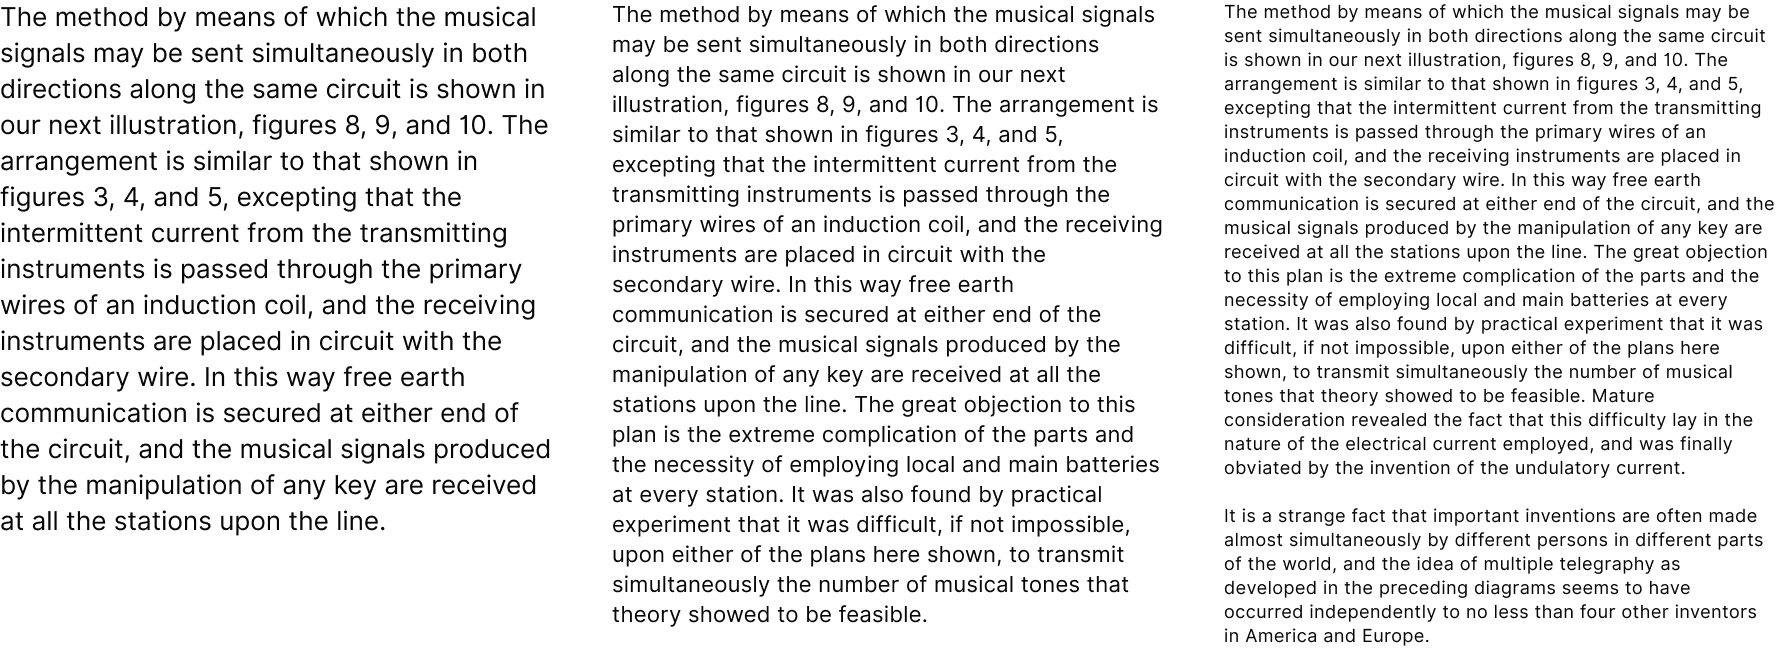 The method by means of which the musical
signals may be sent simultaneously in both
directions along the same circuit is shown in
our next illustration, figures 8, 9, and 10. The
arrangement is similar to that shown in
figures 3, 4, and 5, excepting that the
intermittent current from the transmitting
instruments is passed through the primary
wires of an induction coil, and the receiving
instruments are placed in circuit with the
secondary wire. In this way free earth
communication is secured at either end of
the circuit, and the musical signals produced
by the manipulation of any key are received
at all the stations upon the line.
The method by means of which the musical signals
may be sent simultaneously in both directions
along the same circuit is shown in our next
illustration, figures 8, 9, and 10. The arrangement is
similar to that shown in figures 3, 4, and 5,
excepting that the intermittent current from the
transmitting instruments is passed through the
primary wires of an induction coil, and the receiving
instruments are placed in circuit with the
secondary wire. In this way free earth
communication is secured at either end of the
circuit, and the musical signals produced by the
manipulation of any key are received at all the
stations upon the line. The great objection to this
plan is the extreme complication of the parts and
the necessity of employing local and main batteries
at every station. It was also found by practical
experiment that it was difficult, if not impossible,
upon either of the plans here shown, to transmit
simultaneously the number of musical tones that
theory showed to be feasible.
The method by means of which the musical signals may be
sent simultaneously in both directions along the same circuit
is shown in our next illustration, figures 8, 9, and 10. The
arrangement is similar to that shown in figures 3, 4, and 5,
excepting that the intermittent current from the transmitting
instruments is passed through the primary wires of an
induction coil, and the receiving instruments are placed in
circuit with the secondary wire. In this way free earth
communication is secured at either end of the circuit, and the
musical signals produced by the manipulation of any key are
received at all the stations upon the line. The great objection
to this plan is the extreme complication of the parts and the
necessity of employing local and main batteries at every
station. It was also found by practical experiment that it was
difficult, if not impossible, upon either of the plans here
shown, to transmit simultaneously the number of musical
tones that theory showed to be feasible. Mature
consideration revealed the fact that this difficulty lay in the
nature of the electrical current employed, and was finally
obviated by the invention of the undulatory current.
It is a strange fact that important inventions are often made
almost simultaneously by different persons in different parts
of the world, and the idea of multiple telegraphy as
developed in the preceding diagrams seems to have
occurred independently to no less than four other inventors
in America and Europe.